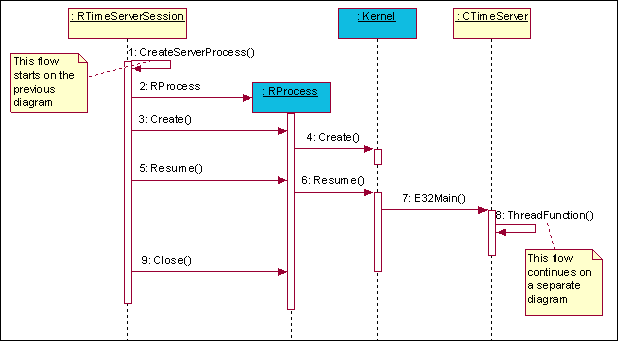 : RTimeServerSession
: Kernel
: CTimeServer
1: CreateServerProcess()
This flow
starts on the
previous
diagram
2: RProcess
: RProcess
3: Create()
4: Create()
5: Resume()
6: Resume()
7: E32Main()
8: ThreadFunction()
9: Close()
This flow
continues on
a separate
diagram